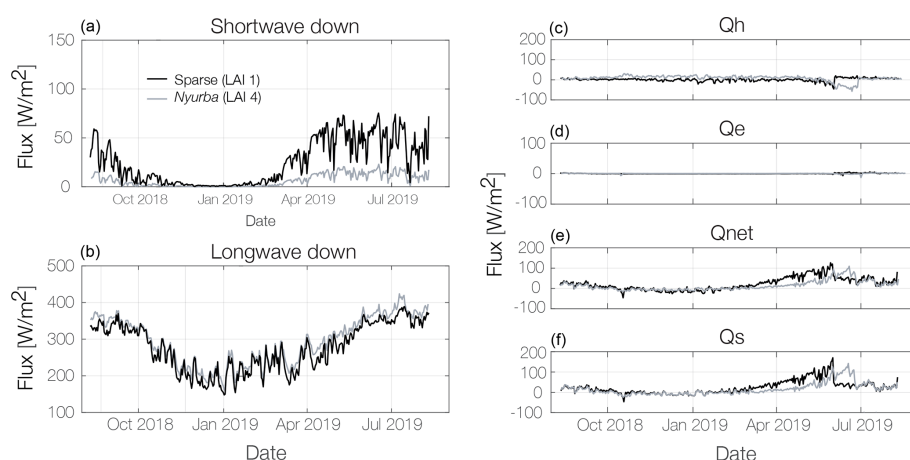 (a) Shortwave down
150
100
50
0
Flux [W/m²]
Sparse (LAI 1)
Nyurba (LAI 4)
Oct 2018 Jan 2019 Apr 2019 Jul 2019
Date
(b) Longwave down
500
400
300
200
100
Flux [W/m²]
Oct 2018 Jan 2019 Apr 2019 Jul 2019
Date
(c) Qh
200
100
0
-100
(d) Qe
100
0
-100
Flux [W/m²]
(e) Qnet
200
100
0
-100
(f) Qs
200
100
0
-100
Oct 2018 Jan 2019 Apr 2019 Jul 2019
Date